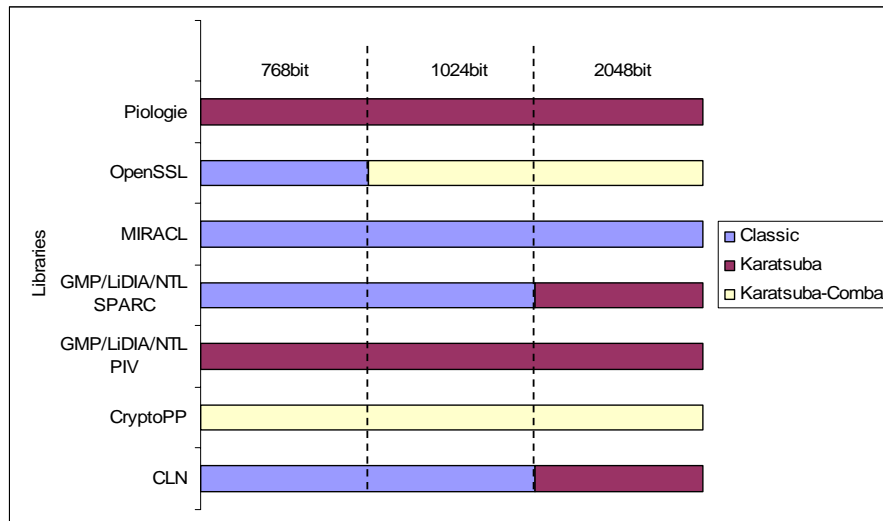 768bit 1024bit 2048bit
Piologie
OpenSSL
MIRACL
GMP/LiDIA/NTL
SPARC
GMP/LiDIA/NTL
PIV
CryptoPP
CLN
Libraries
Classic
Karatsuba
Karatsuba-Comba